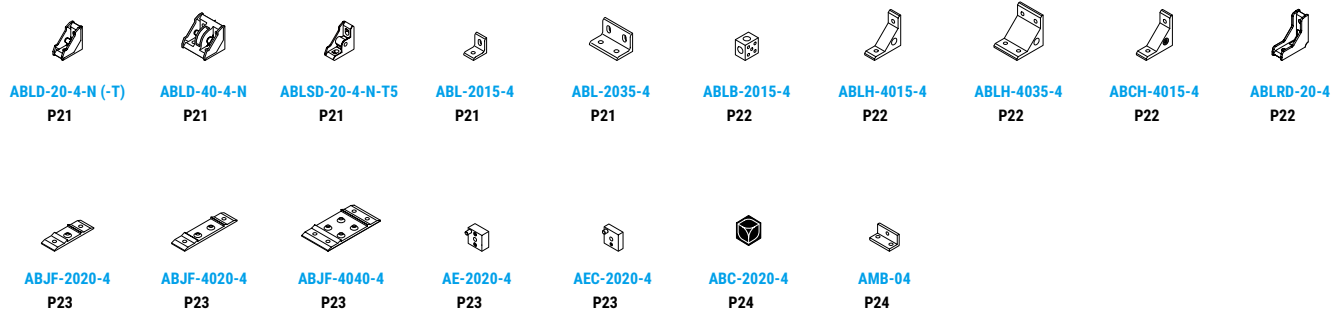 ABLD-20-4-N (-T) ABLD-40-4-N ABLSD-20-4-N-T5 ABL-2015-4 ABL-2035-4 ABLB-2015-4 ABLH-4015-4 ABLH-4035-4 ABCH-4015-4 ABLRD-20-4
P21 P21 P21 P21 P21 P22 P22 P22 P22 P22
ABJF-2020-4 ABJF-4020-4 ABJF-4040-4 AE-2020-4 AEC-2020-4 ABC-2020-4 AMB-04
P23 P23 P23 P23 P23 P24 P24